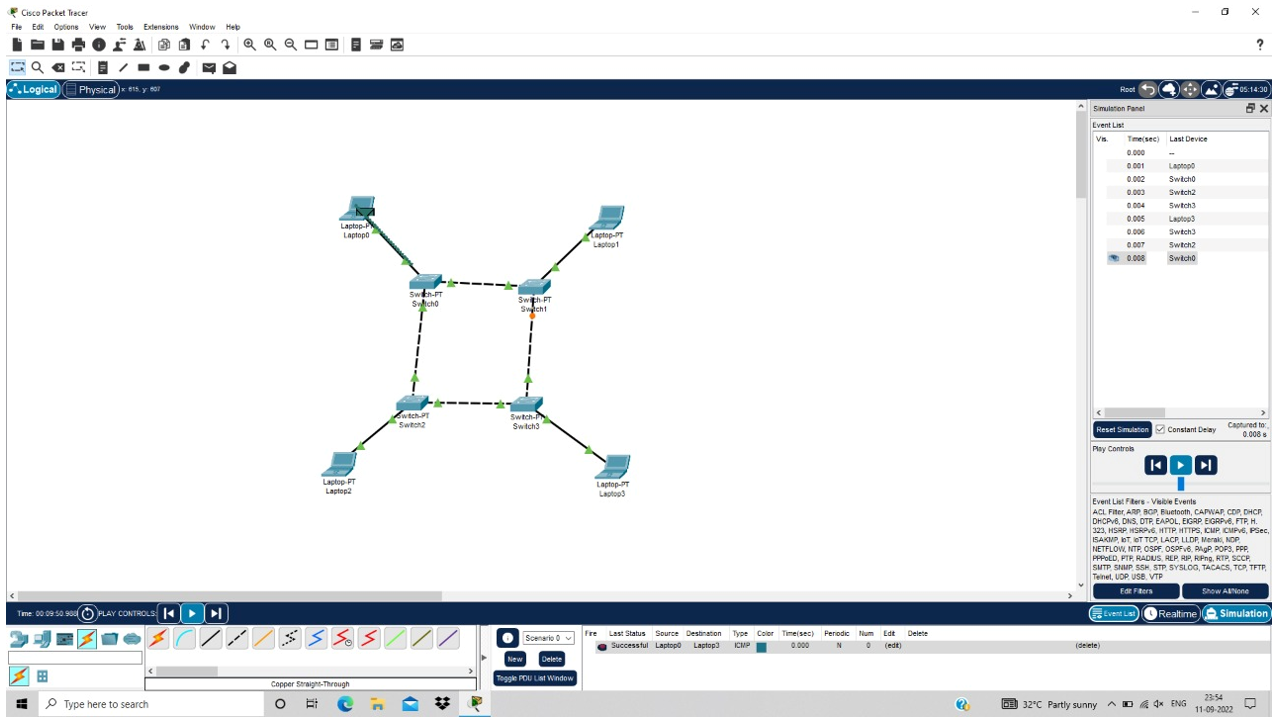 Cisco Packet Tracer
File Edit Options View Tools Extensions Window Help
Logical Physical x: 615, y: 607
Root 05:14:30
Simulation Panel
Event List
Vis. Time(sec) Last Device
0.000 --
0.001 Laptop0
0.002 Switch0
0.003 Switch2
0.004 Switch3
0.005 Laptop3
0.006 Switch3
0.007 Switch2
0.008 Switch0
Laptop-PT
Laptop0
Laptop-PT
Laptop1
Switch-PT
Switch0
Switch-PT
Switch1
Switch-PT
Switch2
Switch-PT
Switch3
Laptop-PT
Laptop2
Laptop-PT
Laptop3
Reset Simulation Constant Delay Captured to:
0.008 s
Play Controls
Event List Filters - Visible Events
ACL Filter, ARP, BGP, Bluetooth, CAPWAP, CDP, DHCP,
DHCPv6, DNS, DTP, EAPOL, EIGRP, EIGRPv6, FTP, H.
323, HSRP, HSRPv6, HTTP, HTTPS, ICMP, ICMPv6, IPSec,
ISAKMP, IoT, IoT TCP, LACP, LLDP, Meraki, NDP,
NETFLOW, NTP, OSPF, OSPFv6, PAgP, POP3, PPP,
PPPoED, PTP, RADIUS, REP, RIP, RIPng, RTP, SCCP,
SMTP, SNMP, SSH, STP, SYSLOG, TACACS, TCP, TFTP,
Telnet, UDP, USB, VTP
Edit Filters Show All/None
Time: 00:09:50.988 PLAY CONTROLS:
Event List Realtime Simulation
Scenario 0
New Delete
Toggle PDU List Window
Fire Last Status Source Destination Type Color Time(sec) Periodic Num Edit Delete
Successful Laptop0 Laptop3 ICMP 0.000 N 0 (edit) (delete)
Copper Straight-Through
Type here to search
32°C Partly sunny ENG
23:54
11-09-2022